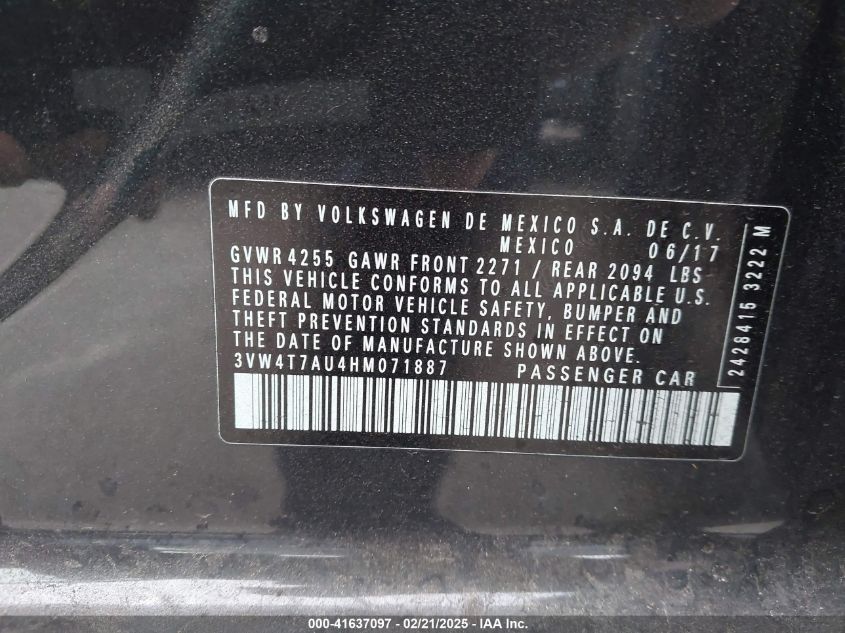 MFD BY VOLKSWAGEN DE MEXICO S.A. DE C.V.
MEXICO 06/17
GVWR 4255 GAWR FRONT 2271 / REAR 2094 LBS
THIS VEHICLE CONFORMS TO ALL APPLICABLE U.S.
FEDERAL MOTOR VEHICLE SAFETY, BUMPER AND
THEFT PREVENTION STANDARDS IN EFFECT ON
THE DATE OF MANUFACTURE SHOWN ABOVE.
3VW4T7AU4HM071887 PASSENGER CAR
2428415 3222 M
000-41637097 - 02/21/2025 - IAA Inc.